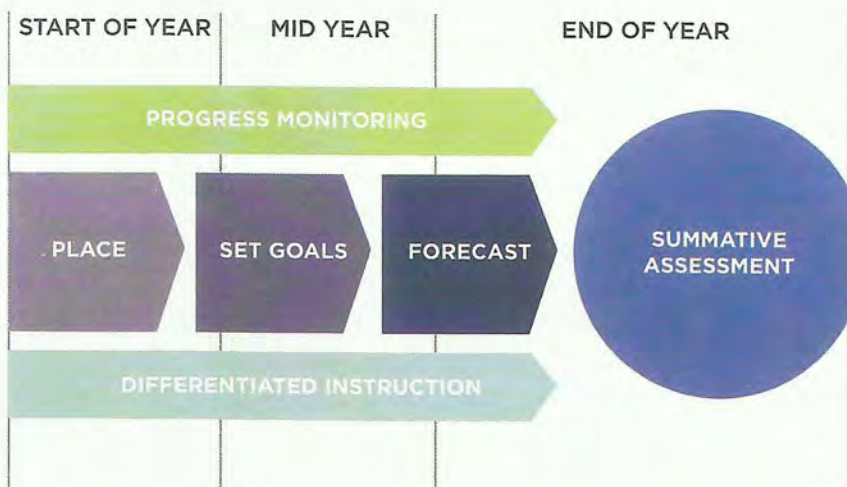 START OF YEAR
MID YEAR
END OF YEAR
PROGRESS MONITORING
PLACE
SET GOALS
FORECAST
SUMMATIVE
ASSESSMENT
DIFFERENTIATED INSTRUCTION